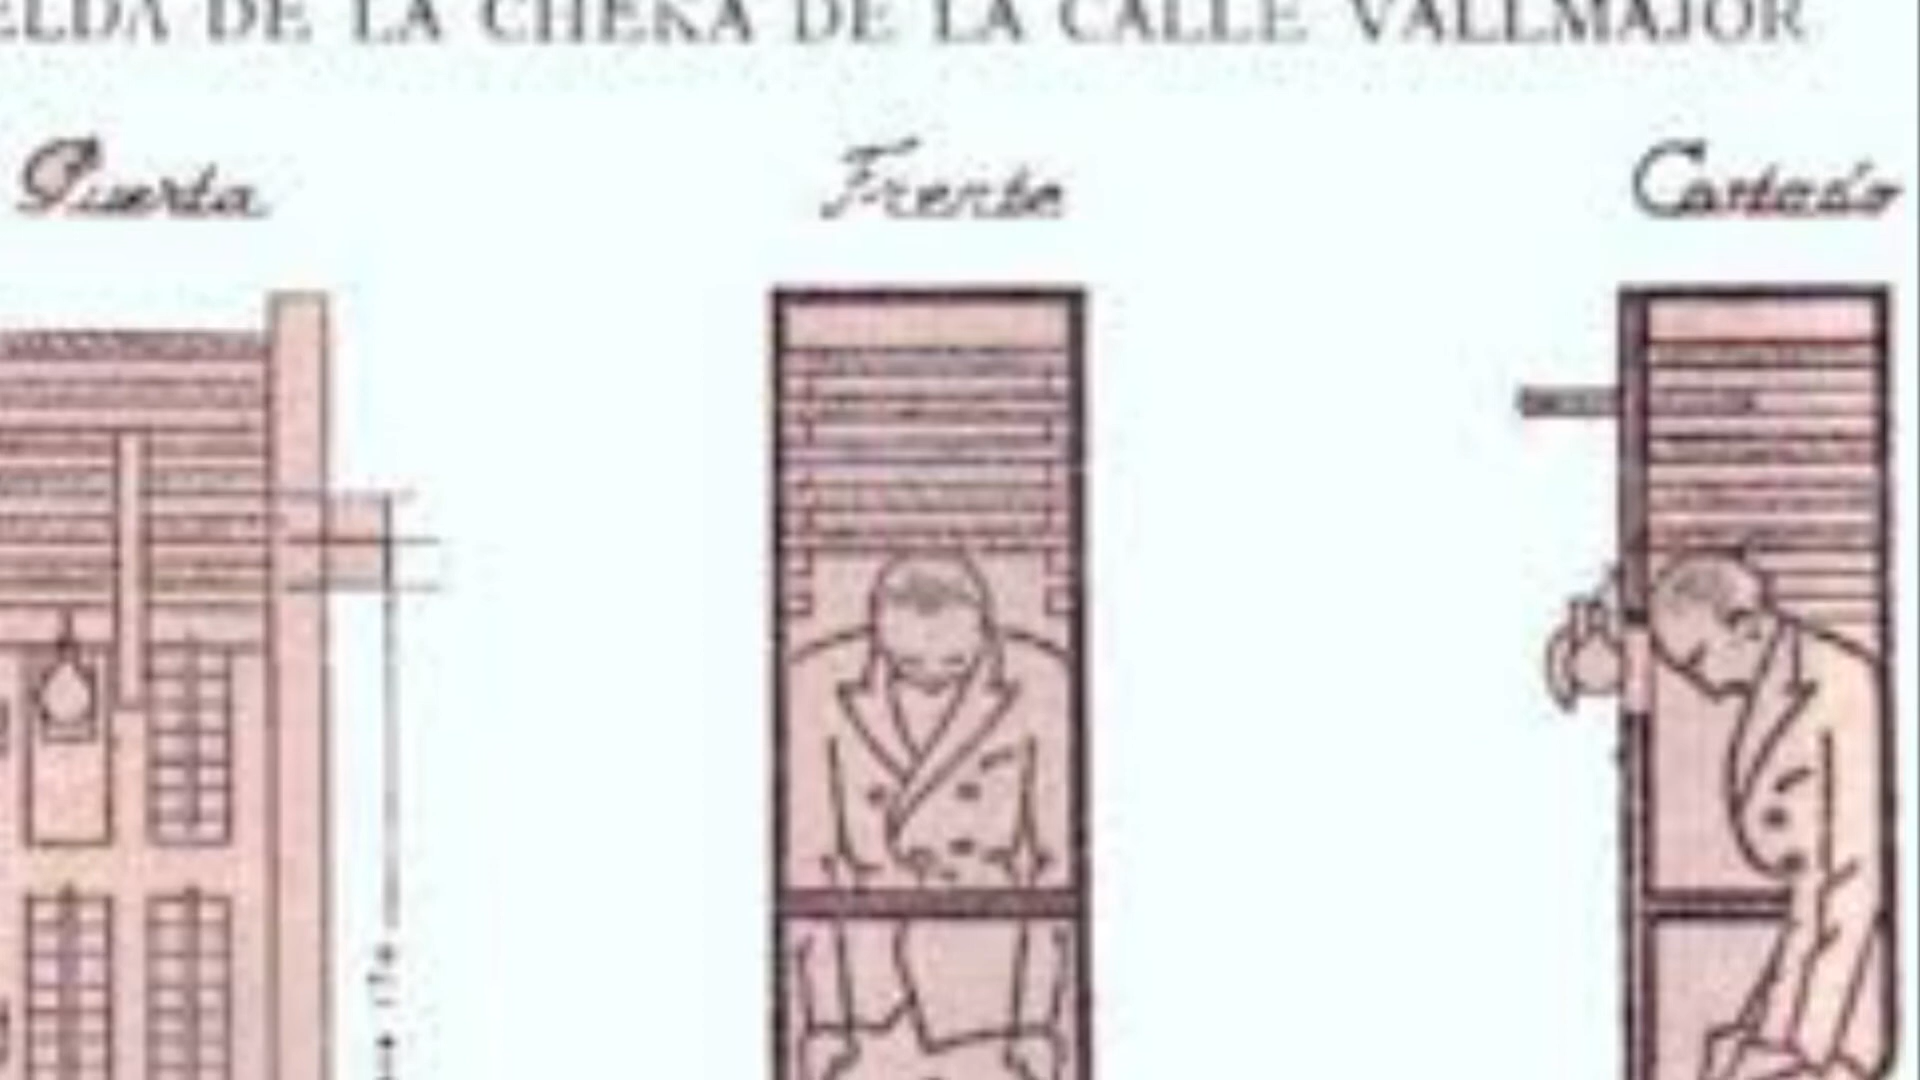 ELDA DE LA CHEKA DE LA CALLE VALLMAJOR
Puerta
Frente
Costado